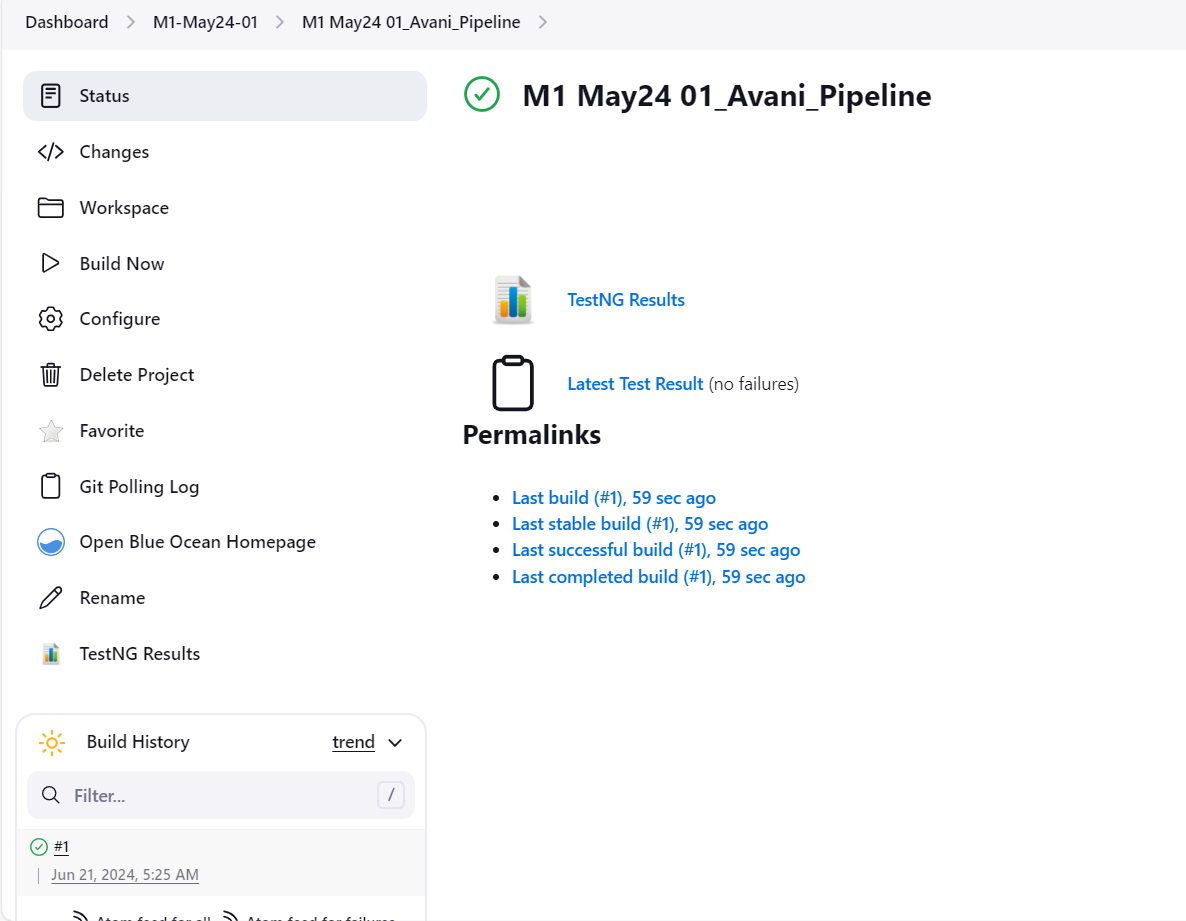 Dashboard > M1-May24-01 > M1 May24 01_Avani_Pipeline >
Status
Changes
Workspace
Build Now
Configure
Delete Project
Favorite
Git Polling Log
Open Blue Ocean Homepage
Rename
TestNG Results
Build History trend
Filter... /
#1
Jun 21, 2024, 5:25 AM
Atom feed for all Atom feed for failures
M1 May24 01_Avani_Pipeline
TestNG Results
Latest Test Result (no failures)
Permalinks
Last build (#1), 59 sec ago
Last stable build (#1), 59 sec ago
Last successful build (#1), 59 sec ago
Last completed build (#1), 59 sec ago